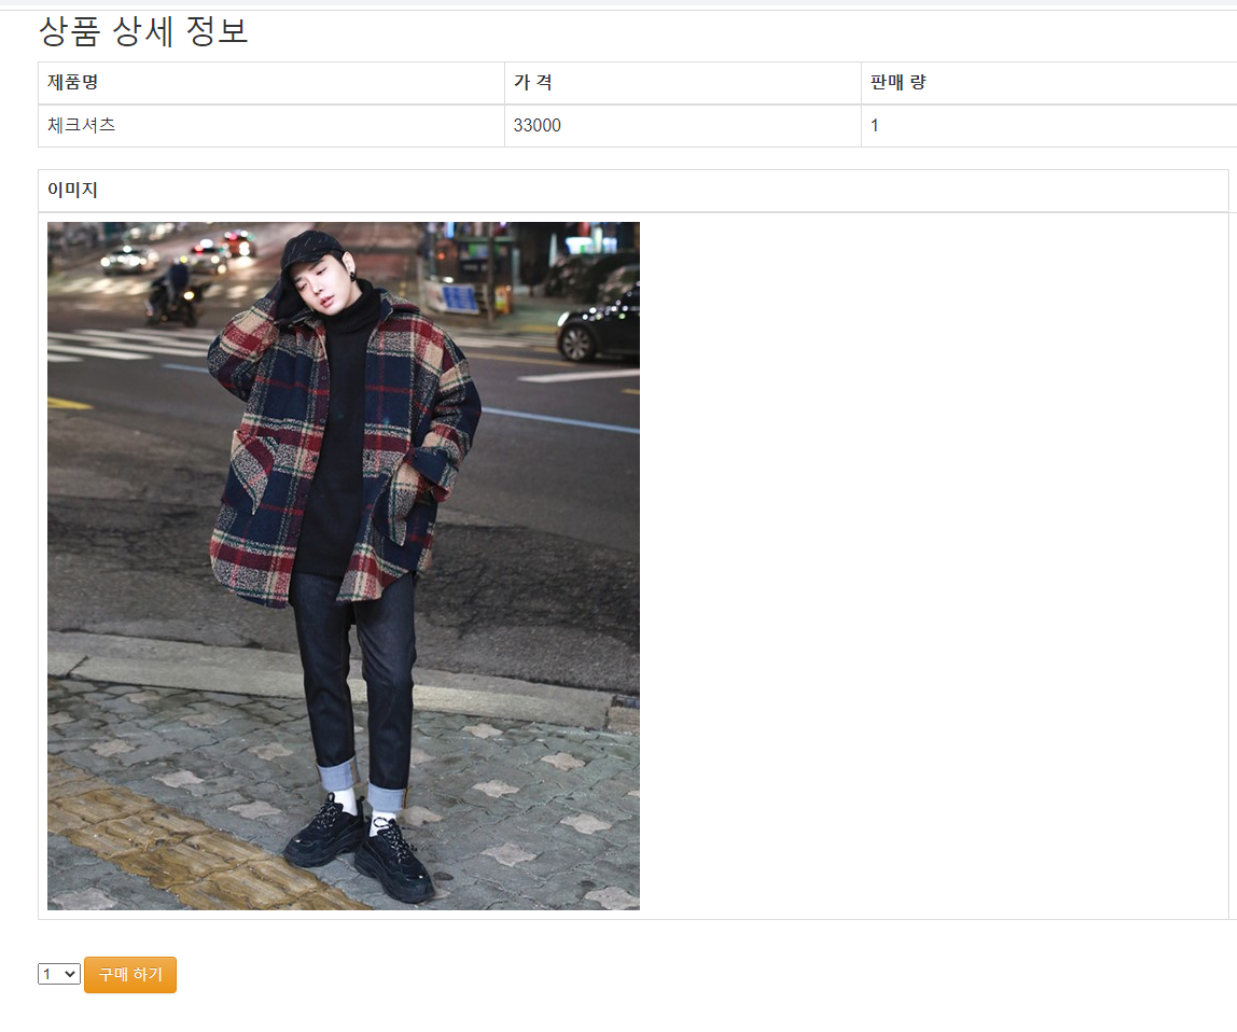 상품 상세 정보
제품명 가 격 판매 량
체크셔츠 33000 1
이미지
1 구매 하기